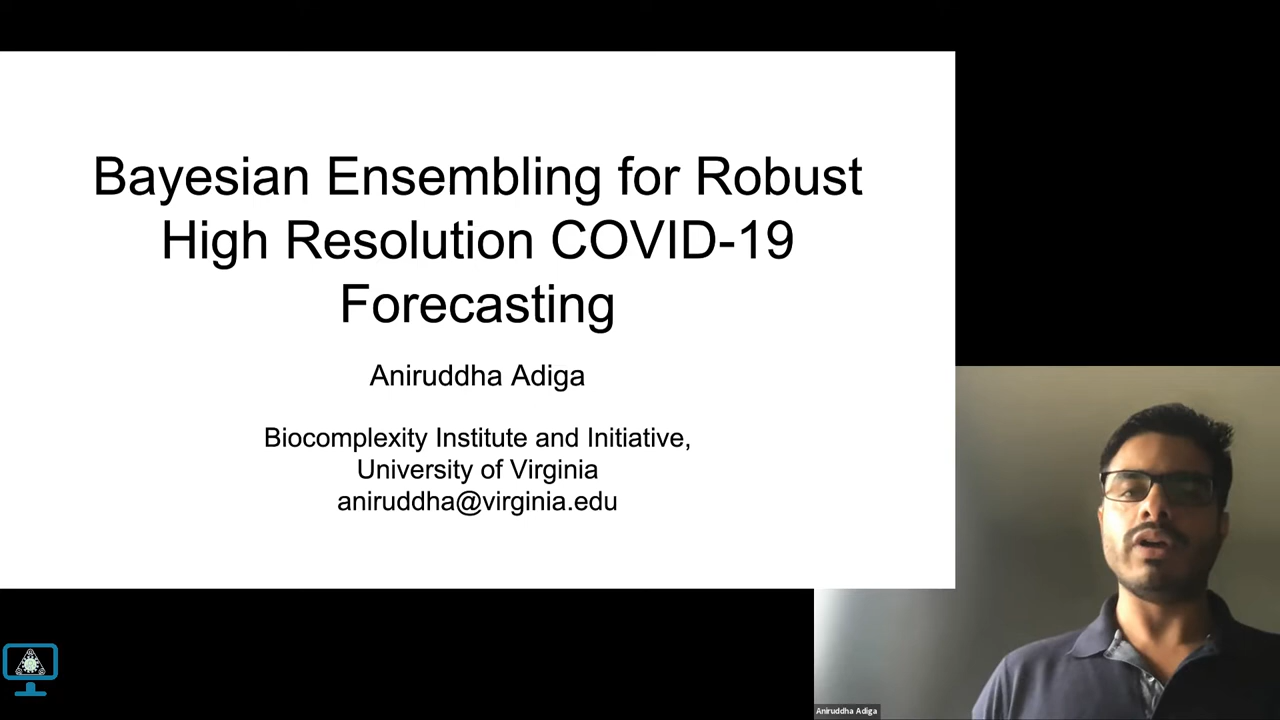 Bayesian Ensembling for Robust
High Resolution COVID-19
Forecasting
Aniruddha Adiga
Biocomplexity Institute and Initiative,
University of Virginia
aniruddha@virginia.edu
Aniruddha Adiga